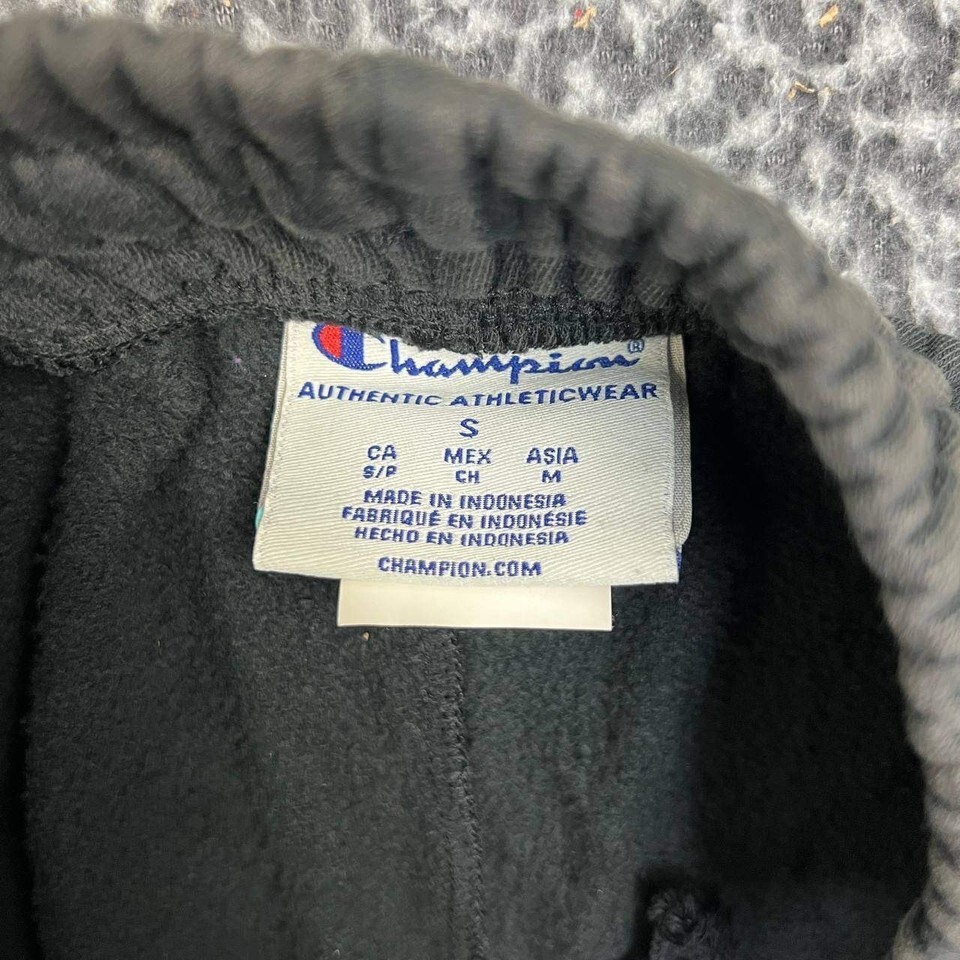 Champion®
AUTHENTIC ATHLETICWEAR
S
CA MEX ASIA
S/P CH M
MADE IN INDONESIA
FABRIQUÉ EN INDONÉSIE
HECHO EN INDONESIA
CHAMPION.COM